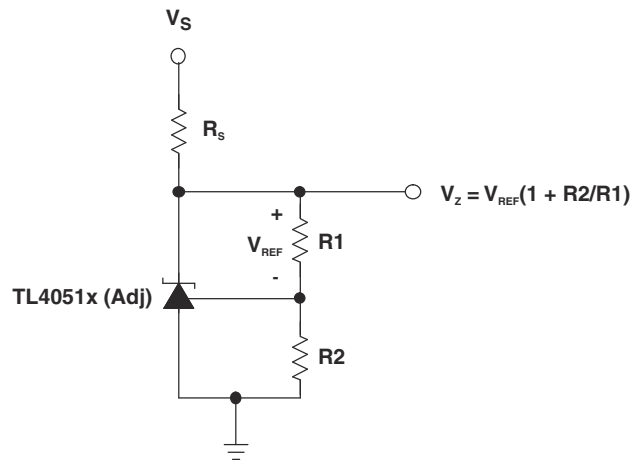 VS
RS
VZ = VREF(1 + R2/R1)
+
VREF
R1
-
TL4051x (Adj)
R2